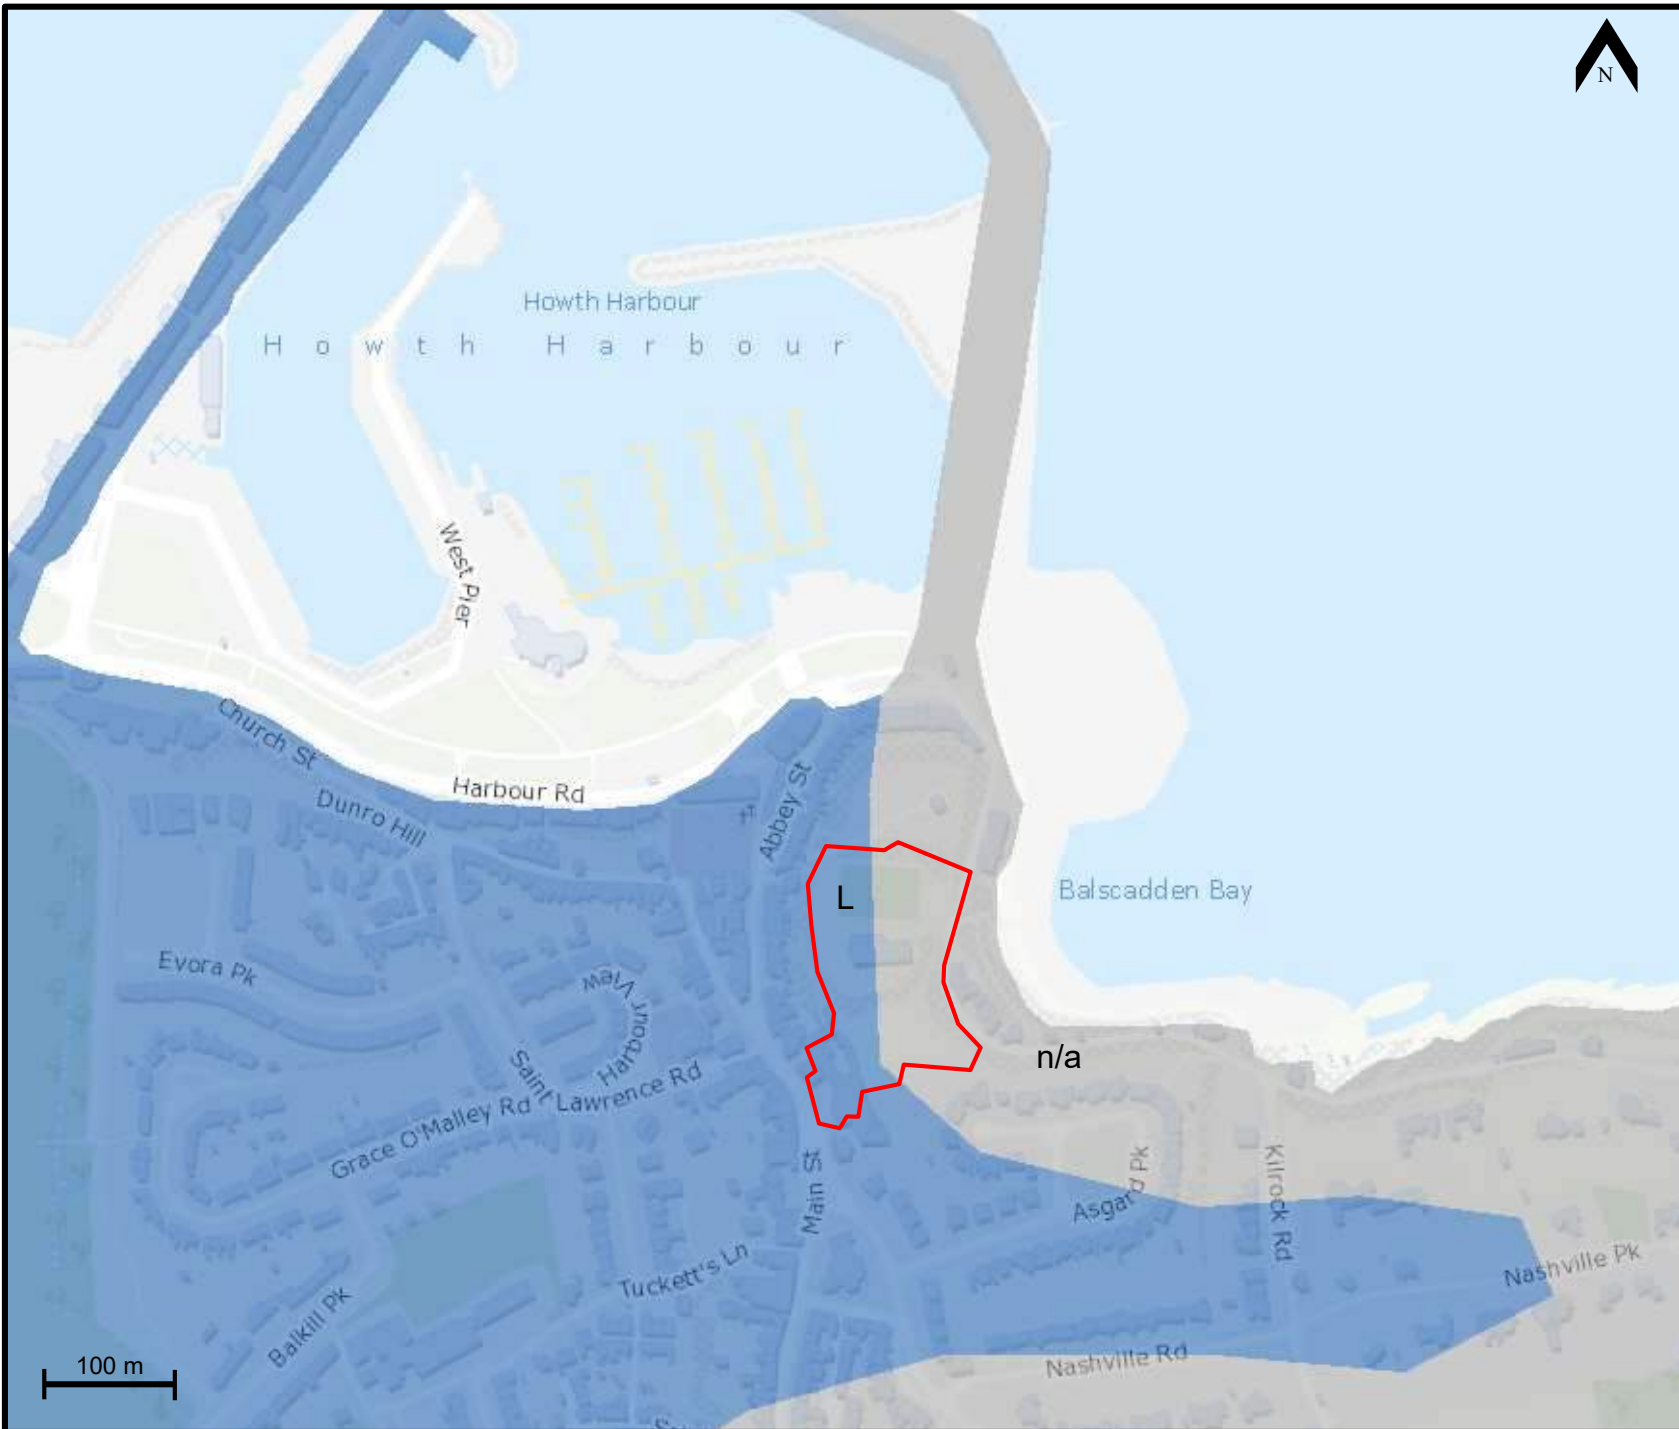 N
Howth Harbour
Howth Harbour
West Pier
Church St
Harbour Rd
Dunro Hill
Abbey St
L
Balscadden Bay
Evora Pk
Harbour View
n/a
Saint Lawrence Rd
Grace O'Malley Rd
Main St
Asgard Pk
Kilrock Rd
Tuckett's Ln
Nashville Pk
Balkill Pk
Nashville Rd
100 m